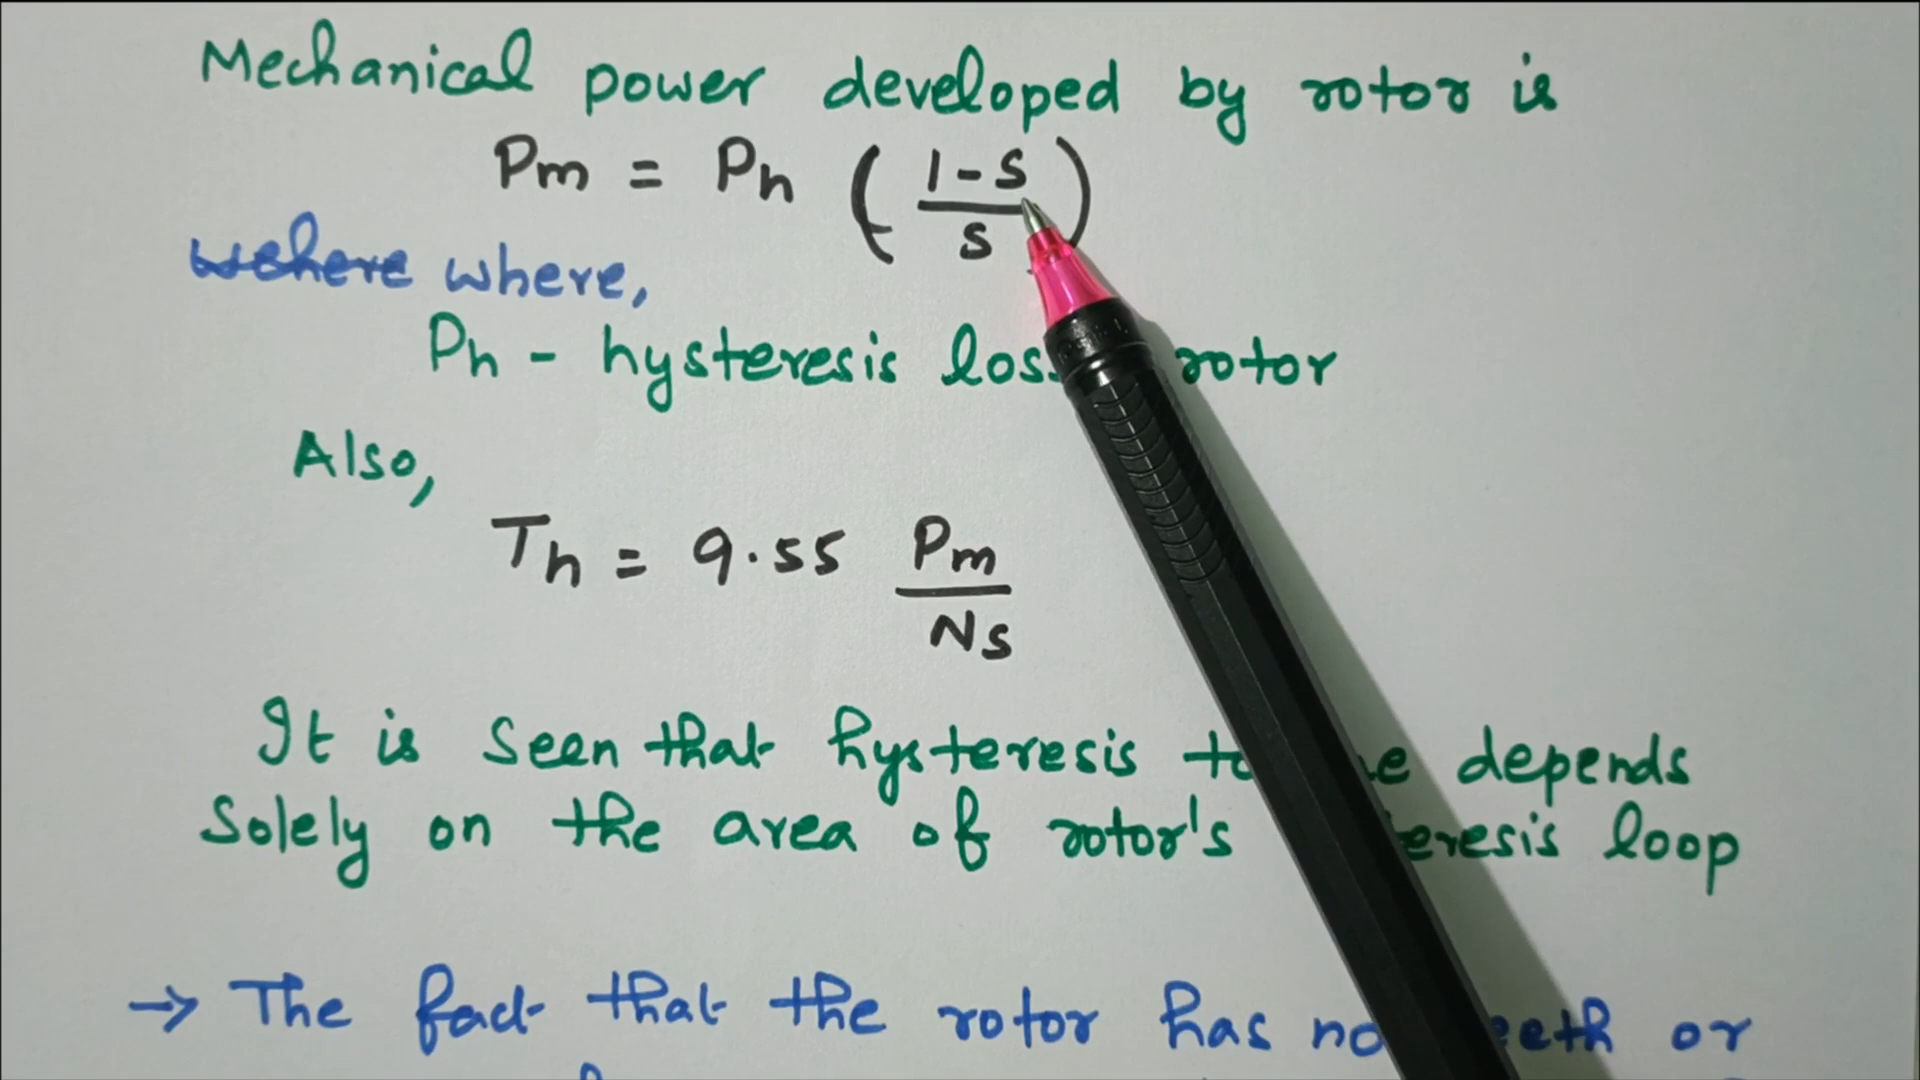 Mechanical power developed by rotor is
Pm = Ph (1-s/s)
wehere where,
Ph - hysteresis loss rotor
Also,
Th = 9.55 Pm/Ns
It is seen that hysteresis depends
solely on the area of rotor's loop
→ The fact that the rotor has no or